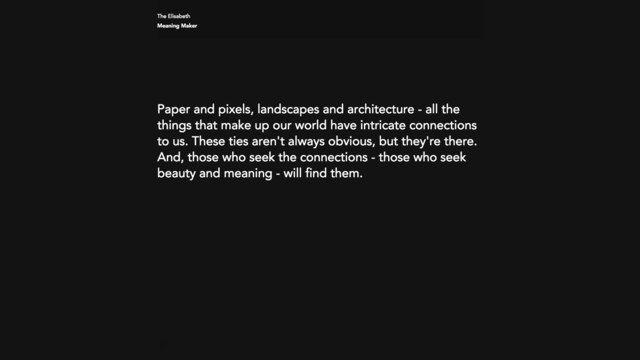 The Elisabeth
Meaning Maker
Paper and pixels, landscapes and architecture - all the
things that make up our world have intricate connections
to us. These ties aren't always obvious, but they're there.
And, those who seek the connections - those who seek
beauty and meaning - will find them.